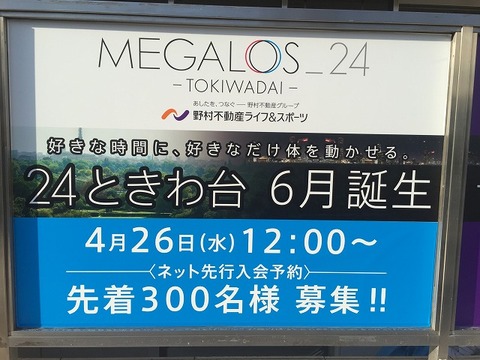 MEGALOS_24
-TOKIWADAI-
あしたを、つなぐ——野村不動産グループ
野村不動産ライフ&スポーツ
好きな時間に、好きなだけ体を動かせる。
24ときわ台 6月誕生
4月26日(水)12:00～
〈ネット先行入会予約〉
先着300名様 募集!!